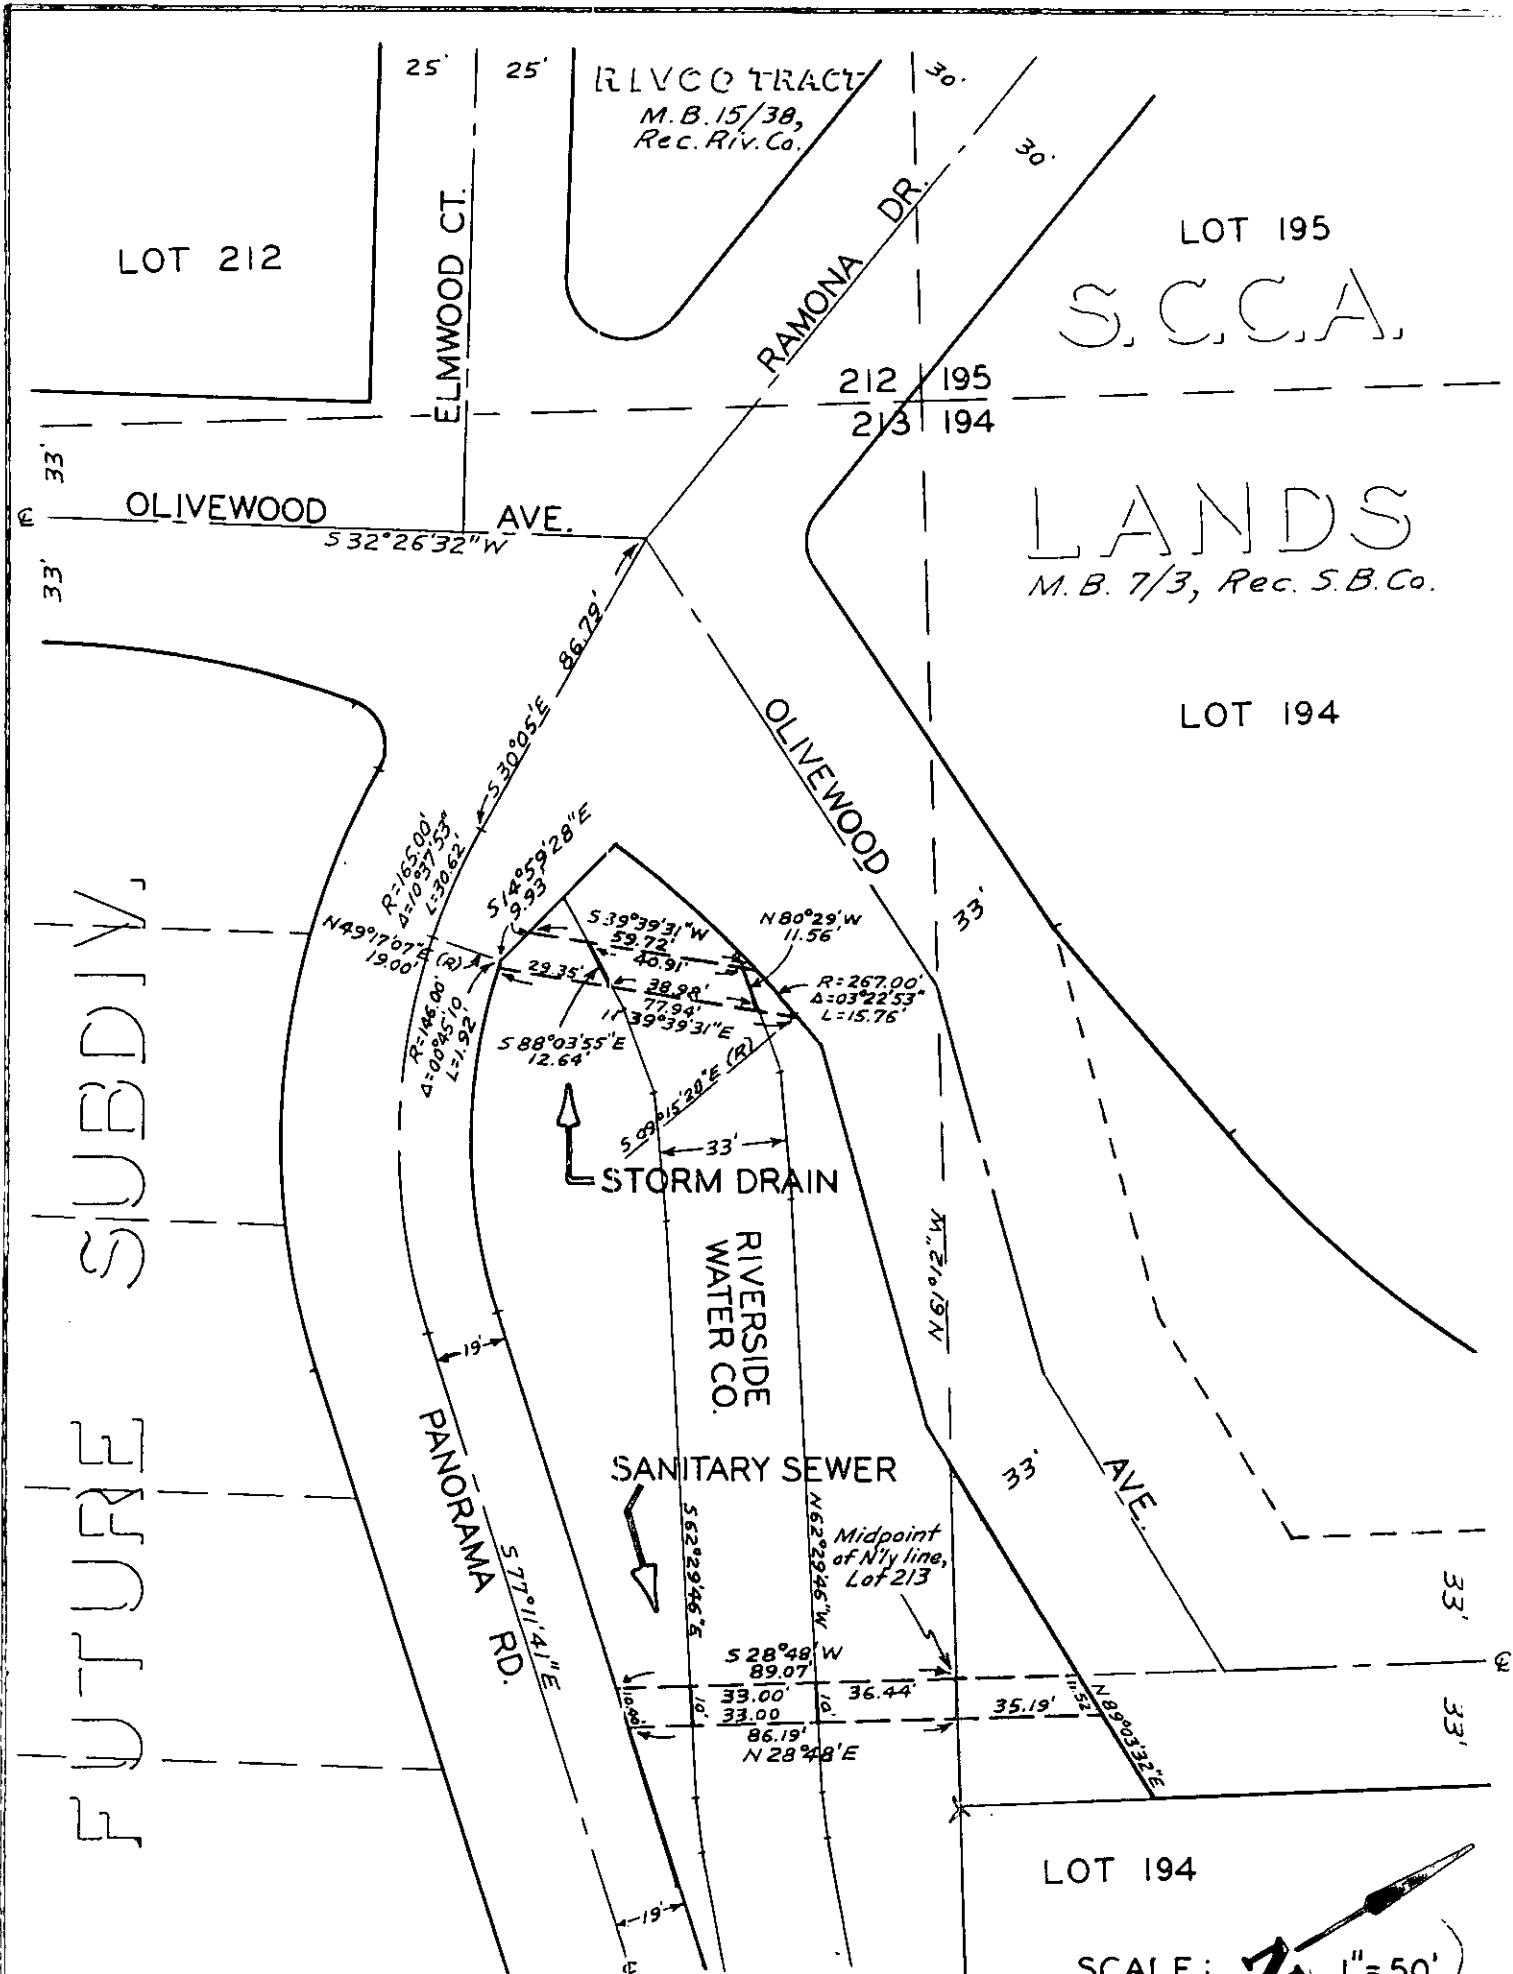 25'
25'
RIVCO TRACT
M.B. 15/38,
Rec. Riv. Co.
30'
30'
LOT 212
ELMWOOD CT.
RAMONA DR.
LOT 195
S.C.C.A.
212
195
213
194
33'
OLIVEWOOD AVE.
S 32°26'32" W
33'
LANDS
M.B. 7/3, Rec. S.B. Co.
86.79'
S 30°05' E
OLIVEWOOD
LOT 194
R=165.00'
Δ=10°37'53"
L=30.62'
S 14°59'28" E
9.93'
N 49°17'07" E (R)
19.00'
S 39°39'31" W
59.72'
40.91'
N 80°29' W
11.56'
33'
29.35'
38.98'
77.94'
39°39'31" E
R=267.00'
Δ=03°22'53"
L=15.76'
R=146.00'
Δ=00°45'10
L=1.92'
S 88°03'55" E
12.64'
S 09°15'20" E (R)
33'
STORM DRAIN
FUTURE SUBDIV.
RIVERSIDE
WATER CO.
19'
PANORAMA RD.
S 77°11'41" E
SANITARY SEWER
33'
AVE.
S 62°29'46" E
N 62°29'46" W
Midpoint
of N'ly line,
Lot 213
33'
S 28°48' W
89.07'
33.00'
36.44'
10.40'
10'
10'
11.52'
33.00
35.19'
86.19'
N 28°48' E
N 89°03'32" E
33'
LOT 194
19'
SCALE: 1"=50'